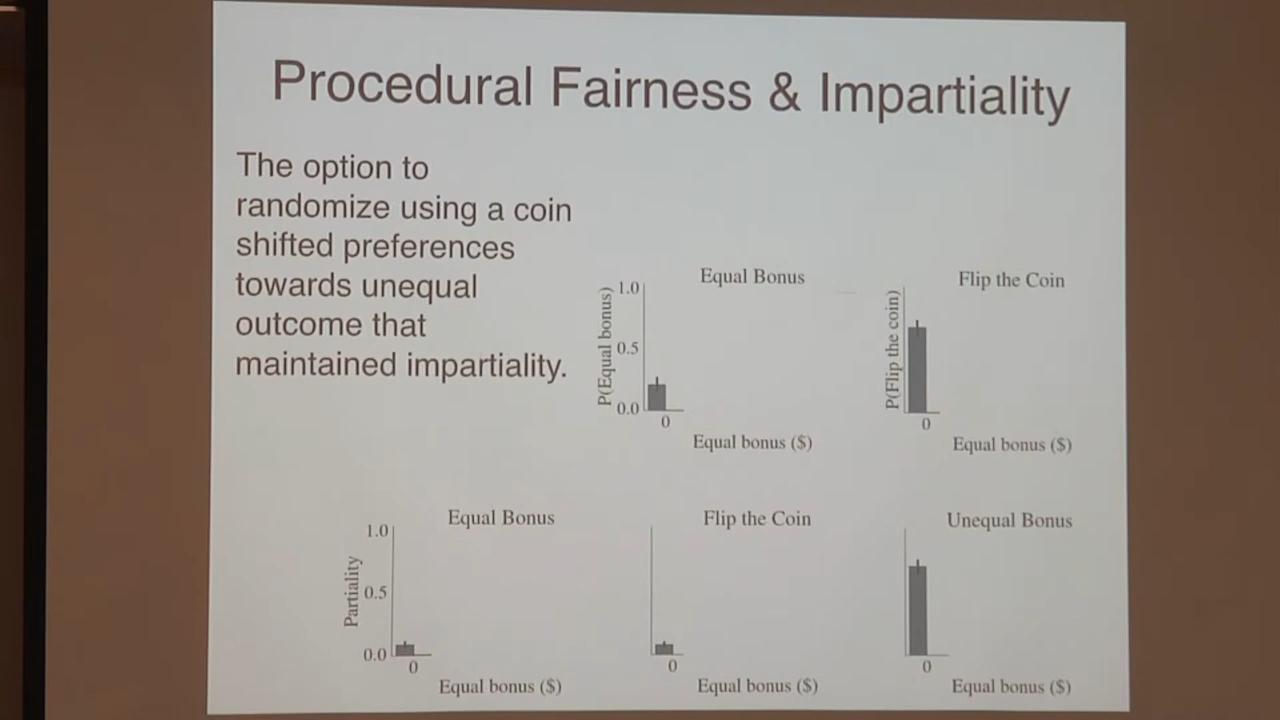 Procedural Fairness & Impartiality
The option to
randomize using a coin
shifted preferences
towards unequal
outcome that
maintained impartiality.
Equal Bonus
P(Equal bonus)
1.0
0.5
0.0
0
Equal bonus ($)
Flip the Coin
P(Flip the coin)
0
Equal bonus ($)
Equal Bonus
Partiality
1.0
0.5
0.0
0
Equal bonus ($)
Flip the Coin
0
Equal bonus ($)
Unequal Bonus
0
Equal bonus ($)